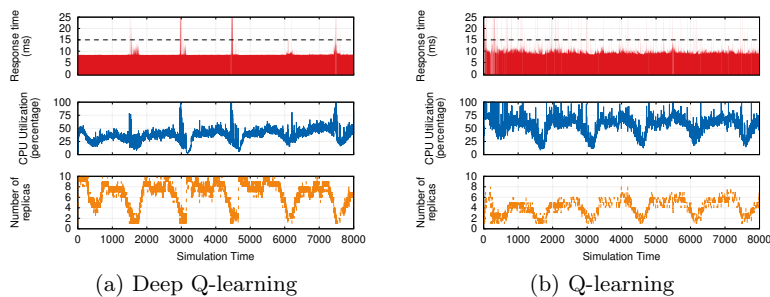 Response time
(ms)
25
20
15
10
5
0
CPU Utilization
(percentage)
100
75
50
25
0
Number of
replicas
10
8
6
4
2
0
0 1000 2000 3000 4000 5000 6000 7000 8000
Simulation Time
(a) Deep Q-learning
Response time
(ms)
25
20
15
10
5
0
CPU Utilization
(percentage)
100
75
50
25
0
Number of
replicas
10
8
6
4
2
0
0 1000 2000 3000 4000 5000 6000 7000 8000
Simulation Time
(b) Q-learning